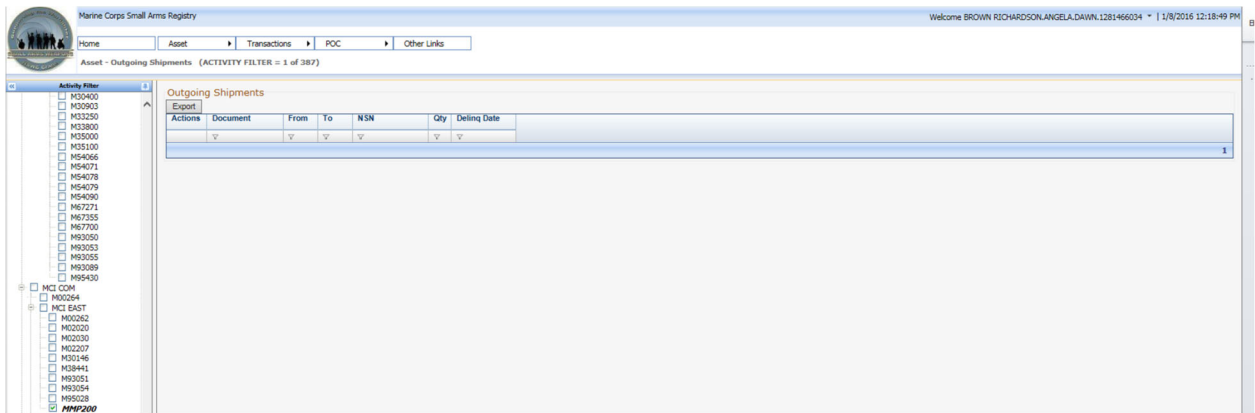 Marine Corps Small Arms Registry
Welcome BROWN RICHARDSON.ANGELA.DAWN.1281466034 | 1/8/2016 12:18:49 PM
Home Asset Transactions POC Other Links
Asset - Outgoing Shipments (ACTIVITY FILTER = 1 of 387)
Activity Filter
M30400
M30903
M33250
M33800
M35000
M35100
M54066
M54071
M54078
M54079
M54090
M67271
M67355
M67700
M93050
M93053
M93055
M93089
M95430
MCI COM
M00264
MCI EAST
M00262
M02020
M02030
M02207
M30146
M38441
M93051
M93054
M95028
MMP200
Outgoing Shipments
Export
Actions Document From To NSN Qty Delinq Date
1